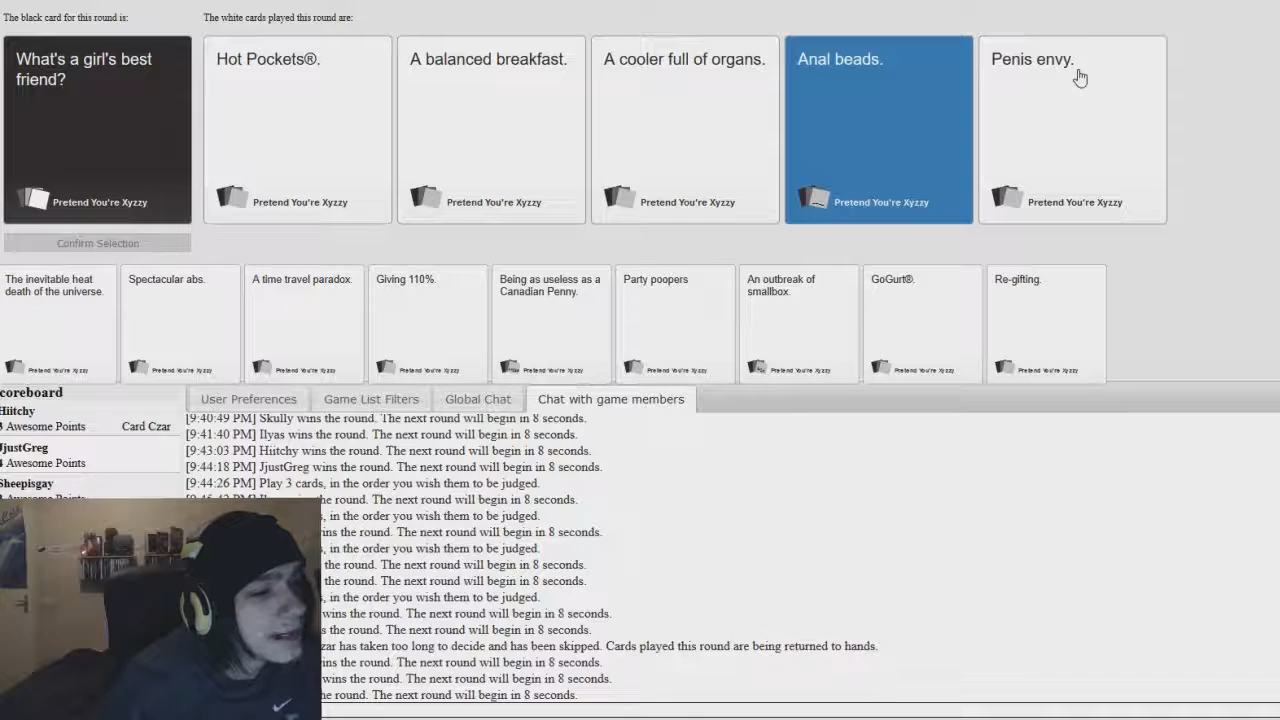 The black card for this round is:
The white cards played this round are:
What's a girl's best
friend?
Pretend You're Xyzzy
Hot Pockets®.
Pretend You're Xyzzy
A balanced breakfast.
Pretend You're Xyzzy
A cooler full of organs.
Pretend You're Xyzzy
Anal beads.
Pretend You're Xyzzy
Penis envy.
Pretend You're Xyzzy
Confirm Selection
The inevitable heat
death of the universe.
Pretend You're Xyzzy
Spectacular abs.
Pretend You're Xyzzy
A time travel paradox.
Pretend You're Xyzzy
Giving 110%.
Pretend You're Xyzzy
Being as useless as a
Canadian Penny.
Pretend You're Xyzzy
Party poopers
Pretend You're Xyzzy
An outbreak of
smallbox.
Pretend You're Xyzzy
GoGurt®.
Pretend You're Xyzzy
Re-gifting.
Pretend You're Xyzzy
coreboard
Hiitchy
Awesome Points Card Czar
JjustGreg
4 Awesome Points
Sheepisgay
User Preferences
Game List Filters
Global Chat
Chat with game members
[9:40:49 PM] Skully wins the round. The next round will begin in 8 seconds.
[9:41:40 PM] Ilyas wins the round. The next round will begin in 8 seconds.
[9:43:03 PM] Hiitchy wins the round. The next round will begin in 8 seconds.
[9:44:18 PM] JjustGreg wins the round. The next round will begin in 8 seconds.
[9:44:26 PM] Play 3 cards, in the order you wish them to be judged.
the round. The next round will begin in 8 seconds.
, in the order you wish them to be judged.
ins the round. The next round will begin in 8 seconds.
, in the order you wish them to be judged.
the round. The next round will begin in 8 seconds.
the round. The next round will begin in 8 seconds.
, in the order you wish them to be judged.
wins the round. The next round will begin in 8 seconds.
s the round. The next round will begin in 8 seconds.
zar has taken too long to decide and has been skipped. Cards played this round are being returned to hands.
ins the round. The next round will begin in 8 seconds.
wins the round. The next round will begin in 8 seconds.
he round. The next round will begin in 8 seconds.